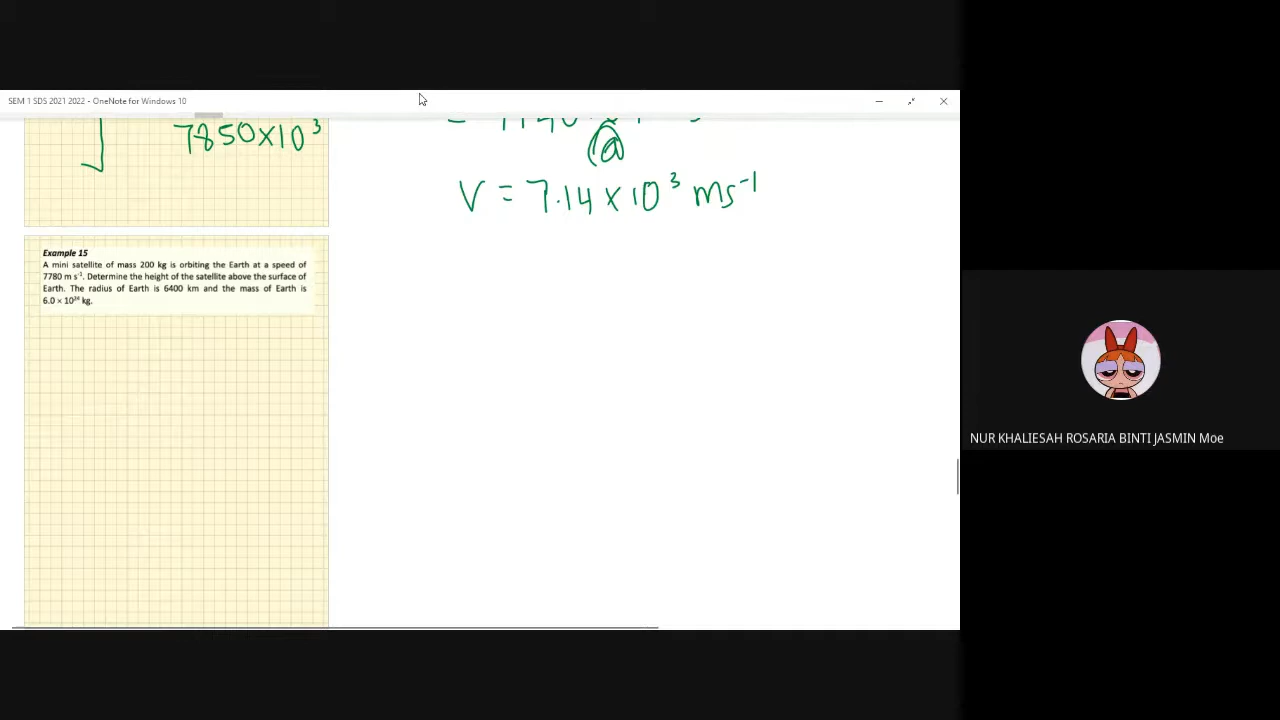 SEM 1 SDS 2021 2022 - OneNote for Windows 10
7850×10³
(@
V = 7.14 × 10³ ms⁻¹
Example 15
A mini satellite of mass 200 kg is orbiting the Earth at a speed of
7780 m s⁻¹. Determine the height of the satellite above the surface of
Earth. The radius of Earth is 6400 km and the mass of Earth is
6.0 × 10²⁴ kg.
NUR KHALIESAH ROSARIA BINTI JASMIN Moe